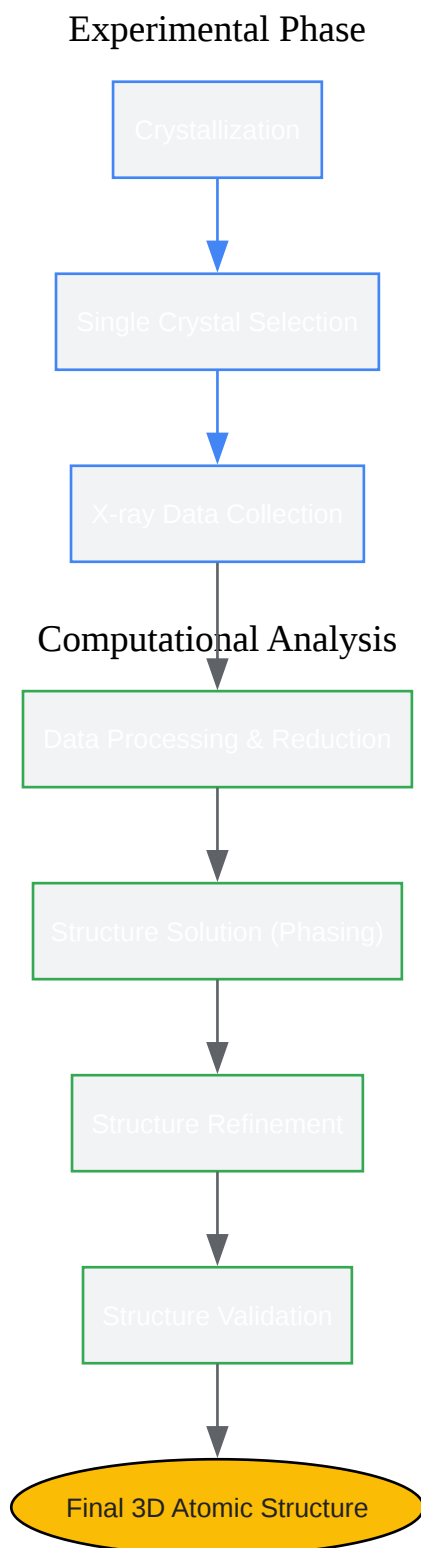 Experimental Phase
Crystallization
Single Crystal Selection
X-ray Data Collection
Computational Analysis
Data Processing & Reduction
Structure Solution (Phasing)
Structure Refinement
Structure Validation
Final 3D Atomic Structure